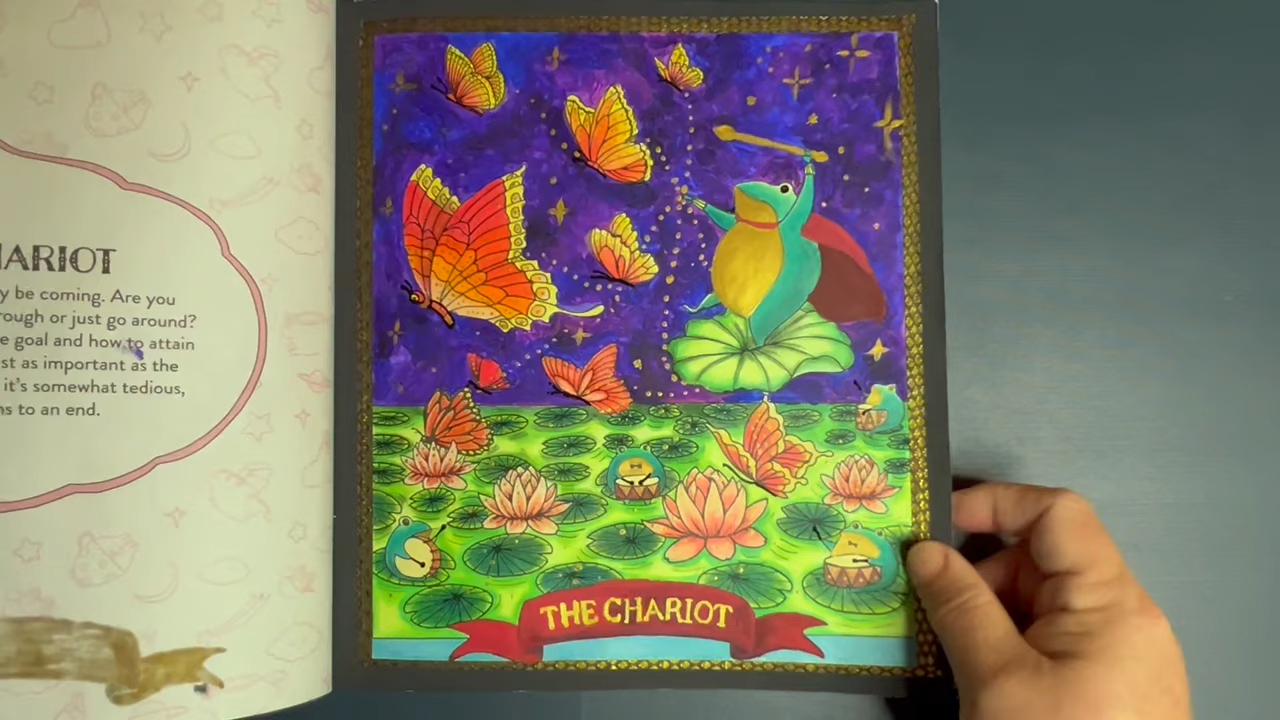 HARIOT
y be coming. Are you
rough or just go around?
e goal and how to attain
st as important as the
it's somewhat tedious,
ns to an end.
THE CHARIOT